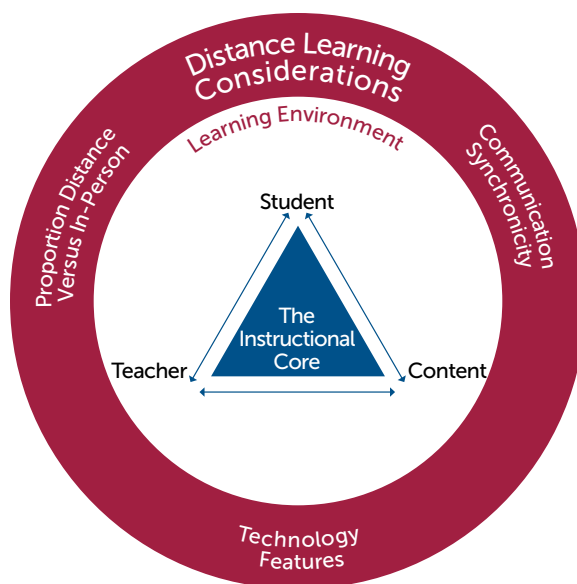 Distance Learning
Considerations
Learning Environment
Proportion Distance
Versus In-Person
Communication
Synchronicity
Student
The
Instructional
Core
Teacher
Content
Technology
Features